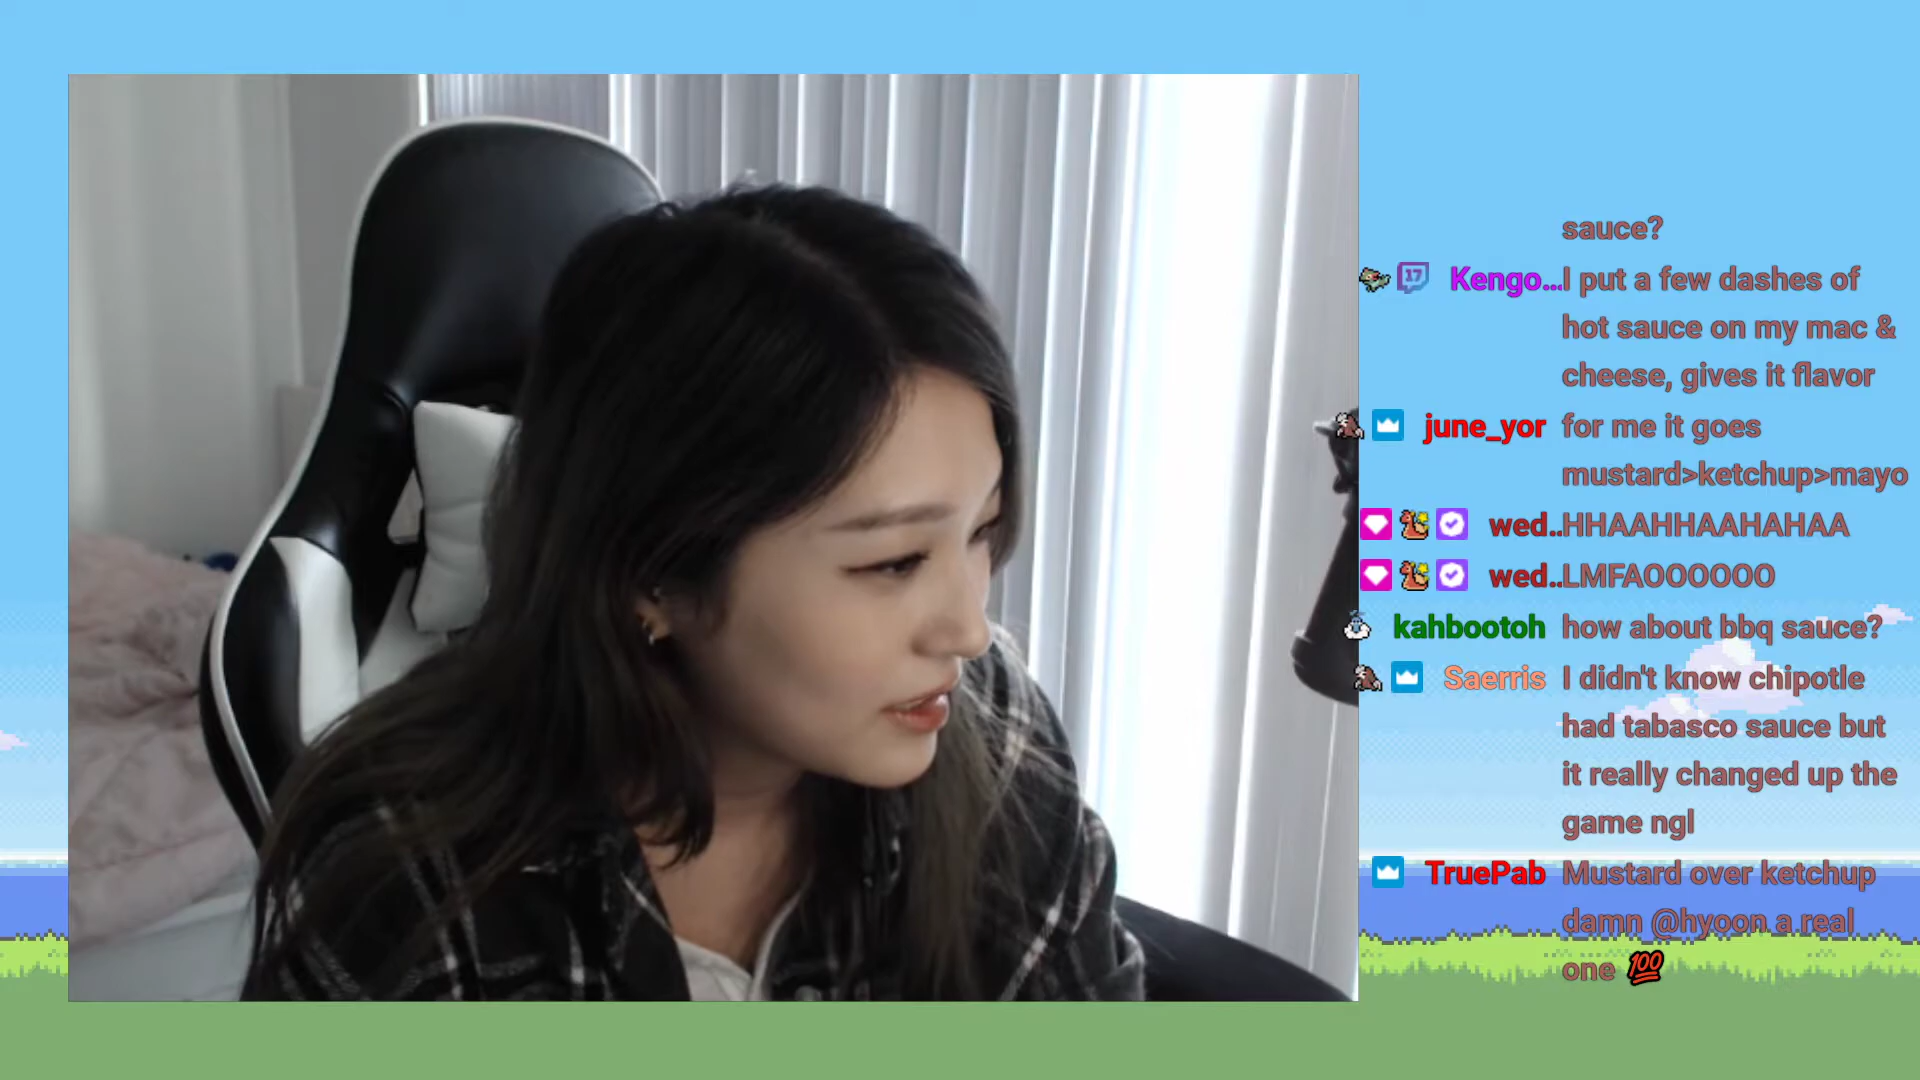 sauce?
17 Kengo... I put a few dashes of
hot sauce on my mac &
cheese, gives it flavor
june_yor for me it goes
mustard>ketchup>mayo
wed.. HHAAHHAAHAHAA
wed.. LMFAOOOOOO
kahbootoh how about bbq sauce?
Saerris I didn't know chipotle
had tabasco sauce but
it really changed up the
game ngl
TruePab Mustard over ketchup
damn @hyoon a real
one 💯